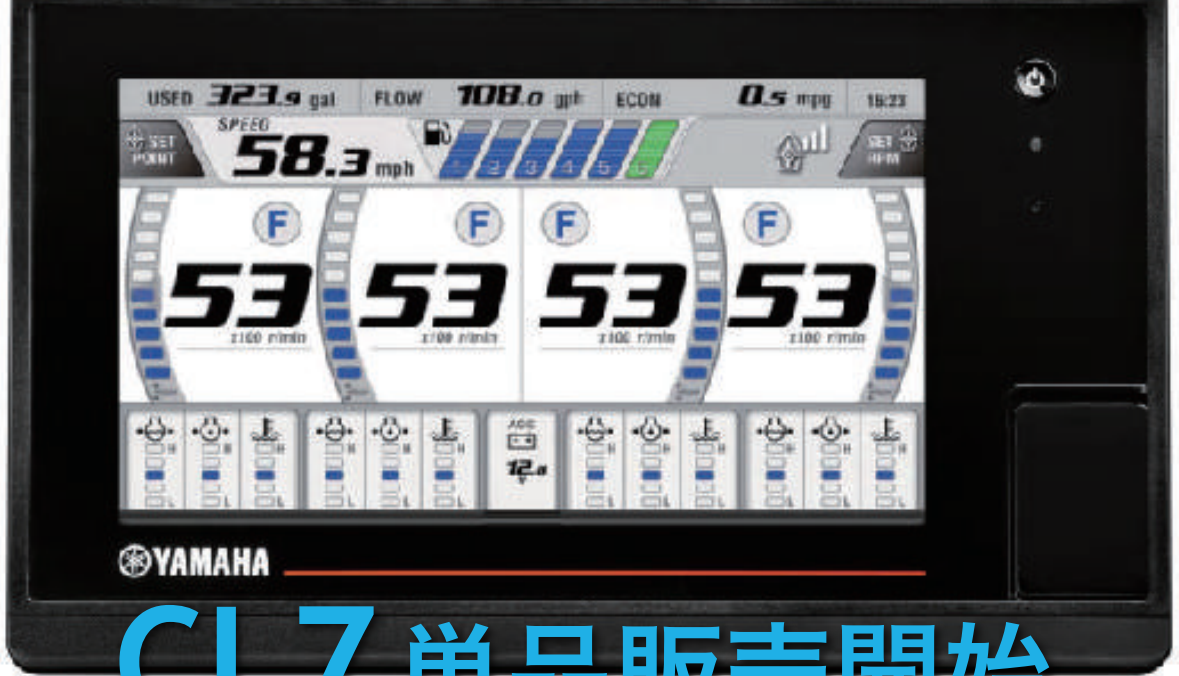 USED 323.9 gal FLOW 108.0 gph ECON 0.5 mpg 15:23
SET POINT SPEED 58.3 mph 1 2 3 4 5 SET RPM
F F F F
53 53 53 53
x100 r/min x100 r/min x100 r/min x100 r/min
ACC
H H H H H H
12.0
V
L L L L L L
YAMAHA
CL7 単品販売開始